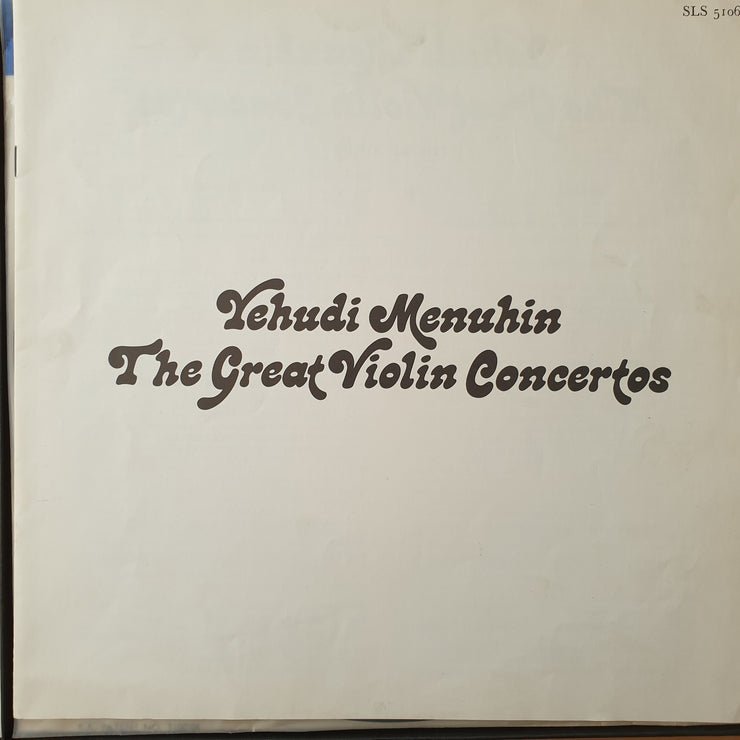 SLS 5106
Yehudi Menuhin
The Great Violin Concertos